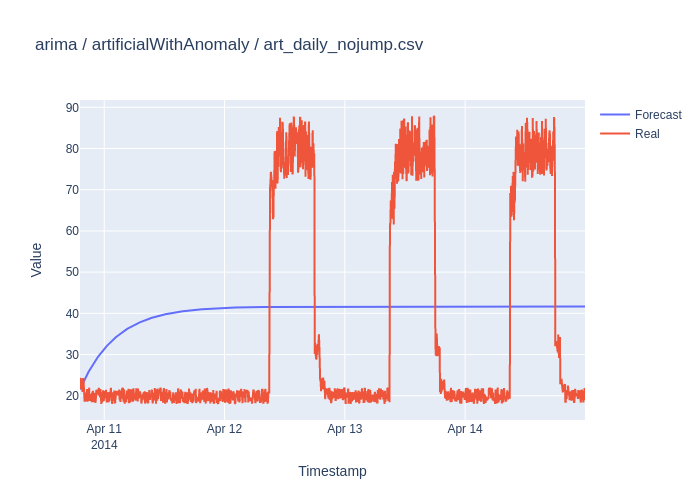 arima / artificialWithAnomaly / art_daily_nojump.csv
Forecast
Real
90
80
70
60
50
40
30
20
Value
Apr 11
2014
Apr 12
Apr 13
Apr 14
Timestamp